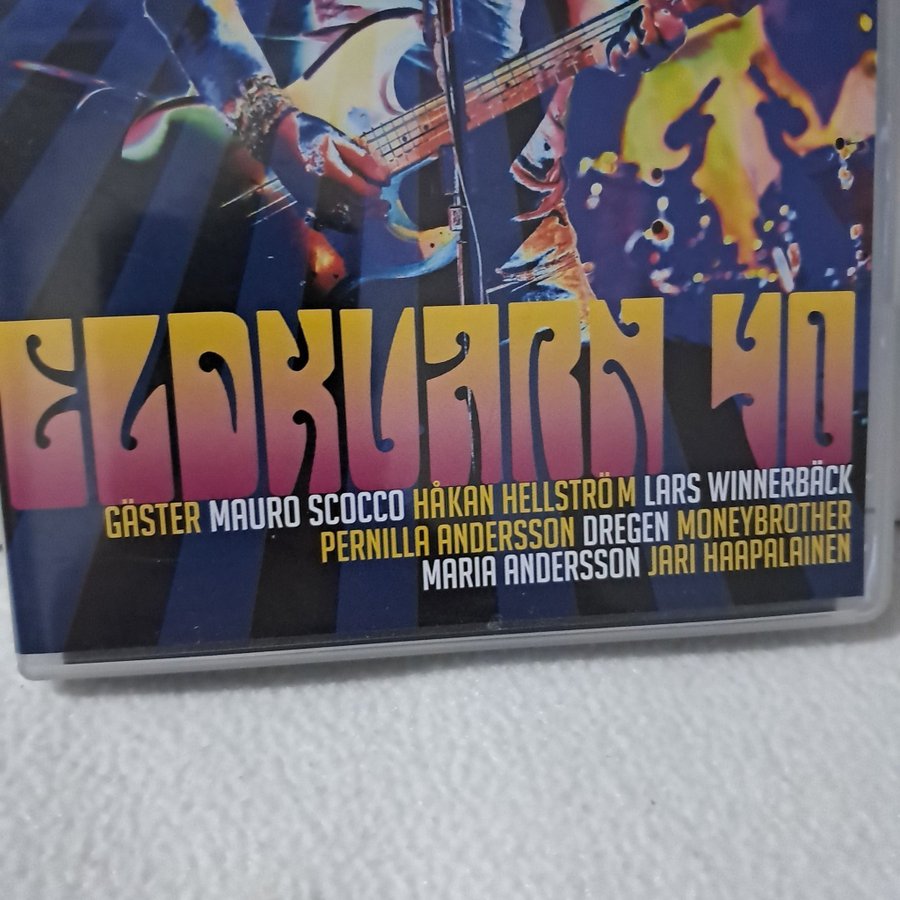 ELDKVARN 40
GÄSTER MAURO SCOCCO HÅKAN HELLSTRÖM LARS WINNERBÄCK
PERNILLA ANDERSSON DREGEN MONEYBROTHER
MARIA ANDERSSON JARI HAAPALAINEN